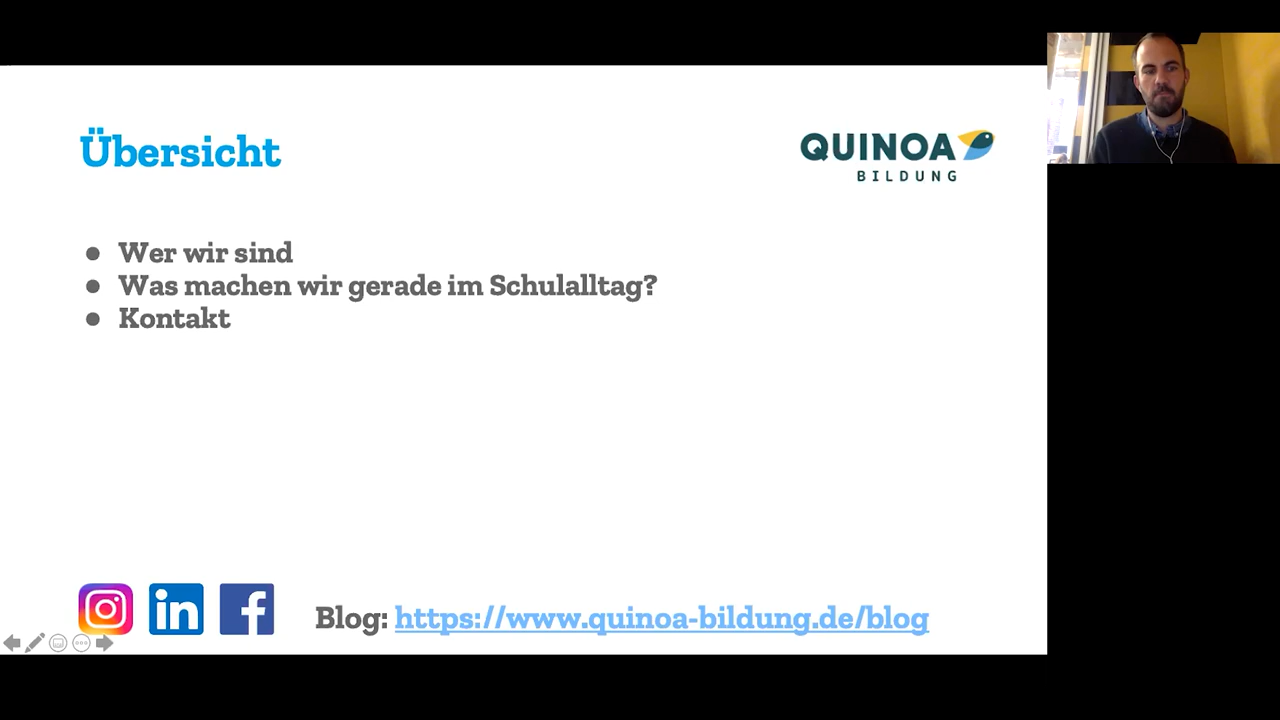 Übersicht
QUINOA
BILDUNG
● Wer wir sind
● Was machen wir gerade im Schulalltag?
● Kontakt
in
f
Blog: https://www.quinoa-bildung.de/blog